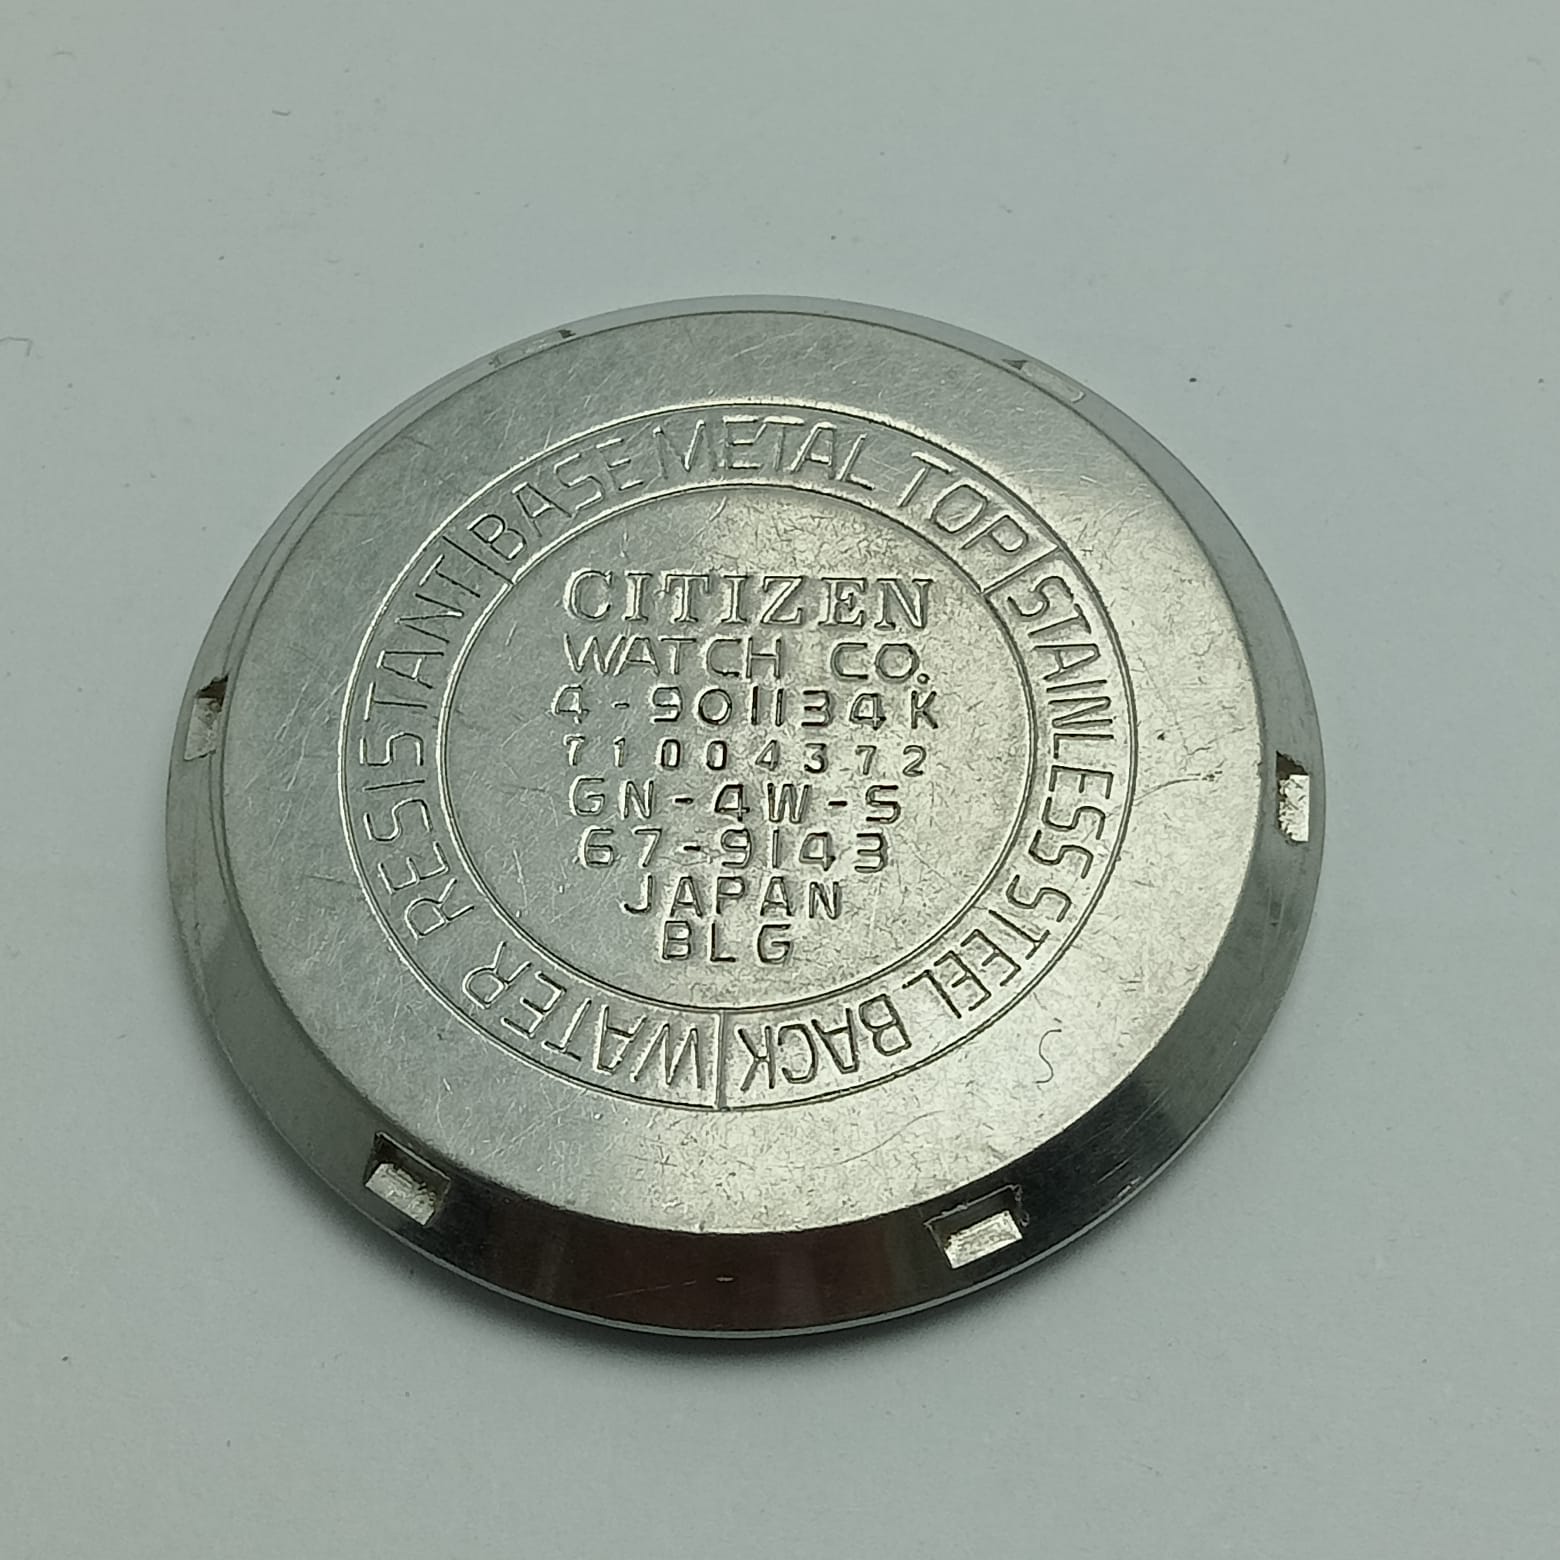 BASE METAL TOP
STAINLESS STEEL BACK
WATER RESISTANT
CITIZEN
WATCH CO.
4-901134K
71004372
GN-4W-S
67-9143
JAPAN
BLG